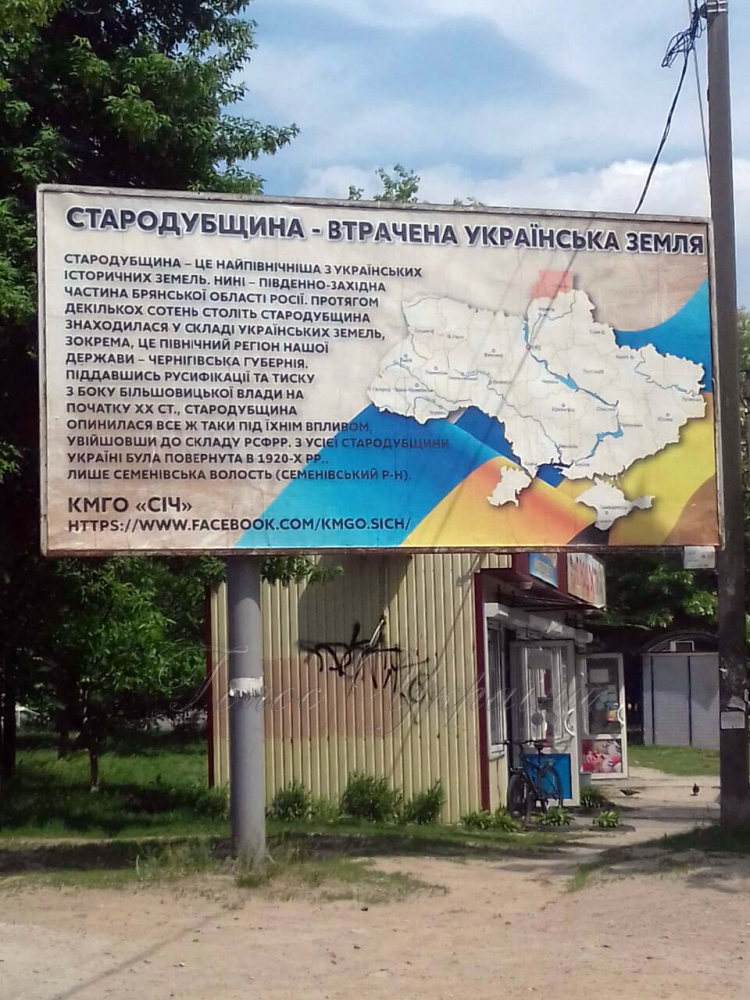 СТАРОДУБЩИНА - ВТРАЧЕНА УКРАЇНСЬКА ЗЕМЛЯ
СТАРОДУБЩИНА – ЦЕ НАЙПІВНІЧНІША З УКРАЇНСЬКИХ
ІСТОРИЧНИХ ЗЕМЕЛЬ. НИНІ – ПІВДЕННО-ЗАХІДНА
ЧАСТИНА БРЯНСЬКОЇ ОБЛАСТІ РОСІЇ. ПРОТЯГОМ
ДЕКІЛЬКОХ СОТЕНЬ СТОЛІТЬ СТАРОДУБЩИНА
ЗНАХОДИЛАСЯ У СКЛАДІ УКРАЇНСЬКИХ ЗЕМЕЛЬ,
ЗОКРЕМА, ЦЕ ПІВНІЧНИЙ РЕГІОН НАШОЇ
ДЕРЖАВИ – ЧЕРНІГІВСЬКА ГУБЕРНІЯ.
ПІДДАВШИСЬ РУСИФІКАЦІЇ ТА ТИСКУ
З БОКУ БІЛЬШОВИЦЬКОЇ ВЛАДИ НА
ПОЧАТКУ ХХ СТ., СТАРОДУБЩИНА
ОПИНИЛАСЯ ВСЕ Ж ТАКИ ПІД ЇХНІМ ВПЛИВОМ,
УВІЙШОВШИ ДО СКЛАДУ РСФРР. З УСІЄЇ СТАРОДУБЩИНИ
УКРАЇНІ БУЛА ПОВЕРНУТА В 1920-Х РР.,
ЛИШЕ СЕМЕНІВСЬКА ВОЛОСТЬ (СЕМЕНІВСЬКИЙ Р-Н).
КМГО «СІЧ»
HTTPS://WWW.FACEBOOK.COM/KMGO.SICH/
Голос України